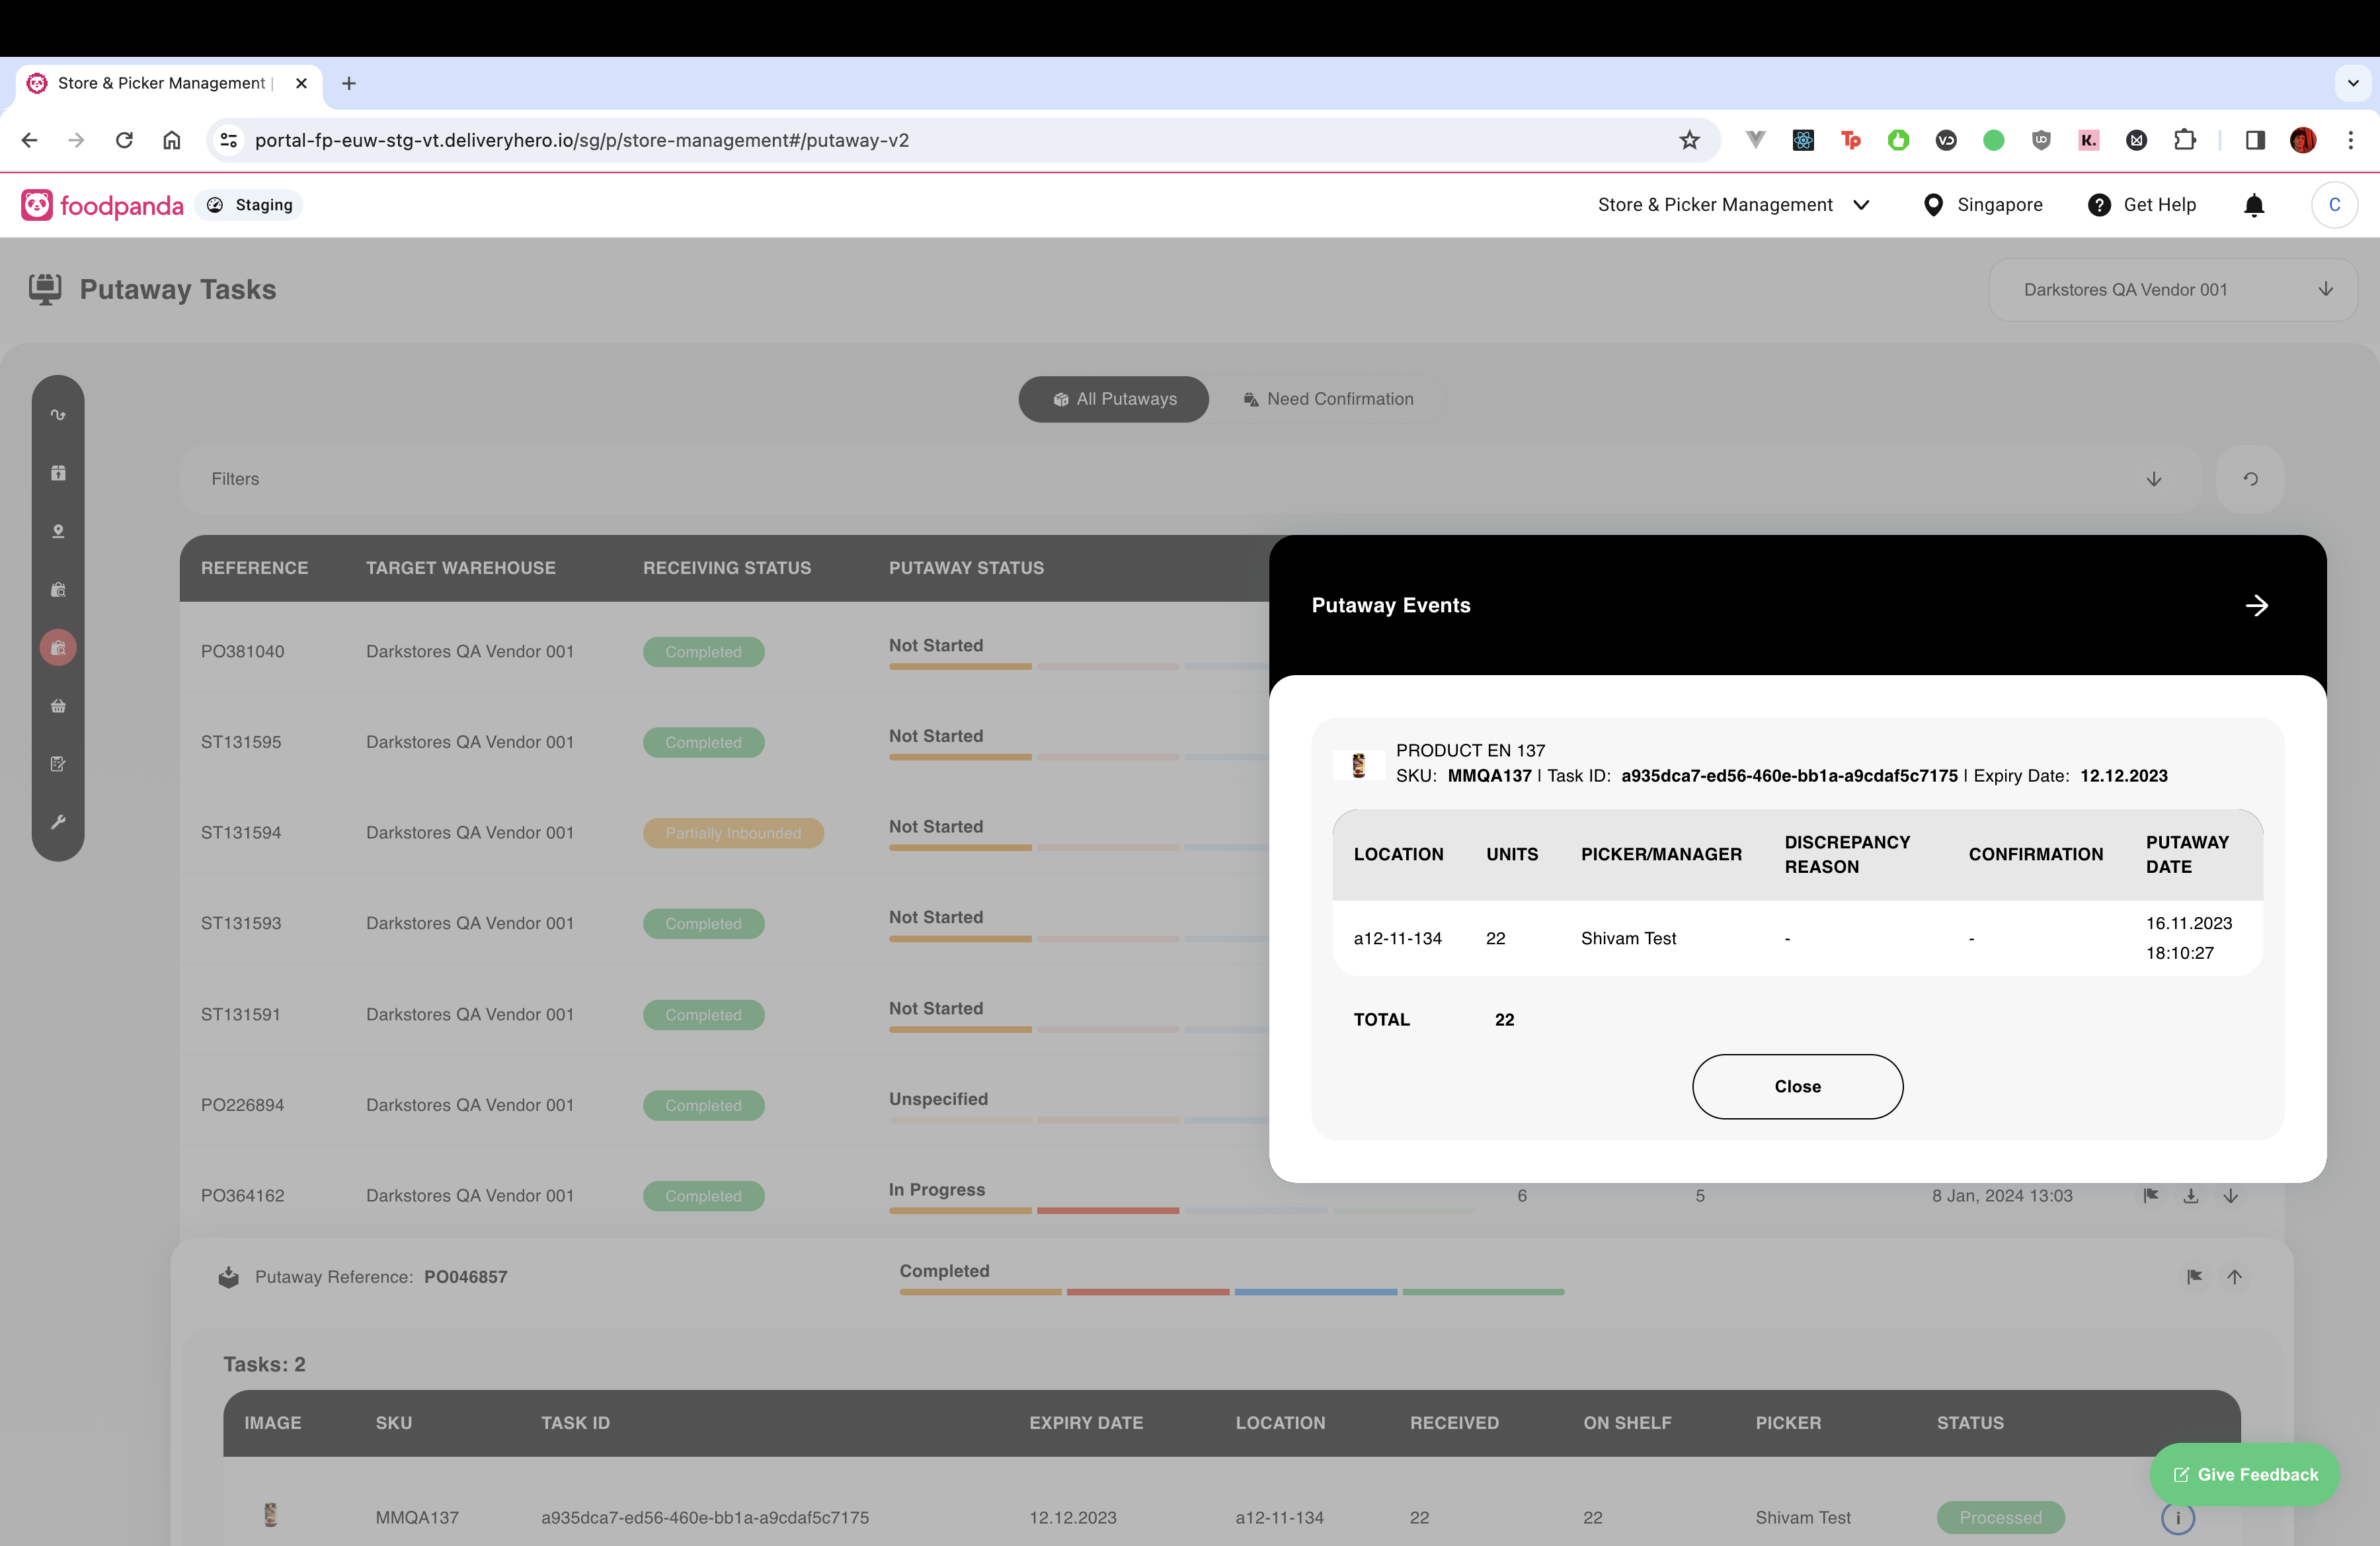 Store & Picker Management |
portal-fp-euw-stg-vt.deliveryhero.io/sg/p/store-management#/putaway-v2
foodpanda
Staging
Store & Picker Management
Singapore
Get Help
C
Putaway Tasks
Darkstores QA Vendor 001
All Putaways
Need Confirmation
Filters
REFERENCE TARGET WAREHOUSE RECEIVING STATUS PUTAWAY STATUS
PO381040 Darkstores QA Vendor 001 Completed Not Started
ST131595 Darkstores QA Vendor 001 Completed Not Started
ST131594 Darkstores QA Vendor 001 Partially Inbounded Not Started
ST131593 Darkstores QA Vendor 001 Completed Not Started
ST131591 Darkstores QA Vendor 001 Completed Not Started
PO226894 Darkstores QA Vendor 001 Completed Unspecified
PO364162 Darkstores QA Vendor 001 Completed In Progress 6 5 8 Jan, 2024 13:03
Putaway Events
PRODUCT EN 137
SKU: MMQA137 | Task ID: a935dca7-ed56-460e-bb1a-a9cdaf5c7175 | Expiry Date: 12.12.2023
LOCATION UNITS PICKER/MANAGER DISCREPANCY REASON CONFIRMATION PUTAWAY DATE
a12-11-134 22 Shivam Test - - 16.11.2023 18:10:27
TOTAL 22
Close
Putaway Reference: PO046857 Completed
Tasks: 2
IMAGE SKU TASK ID EXPIRY DATE LOCATION RECEIVED ON SHELF PICKER STATUS
MMQA137 a935dca7-ed56-460e-bb1a-a9cdaf5c7175 12.12.2023 a12-11-134 22 22 Shivam Test Processed
Give Feedback